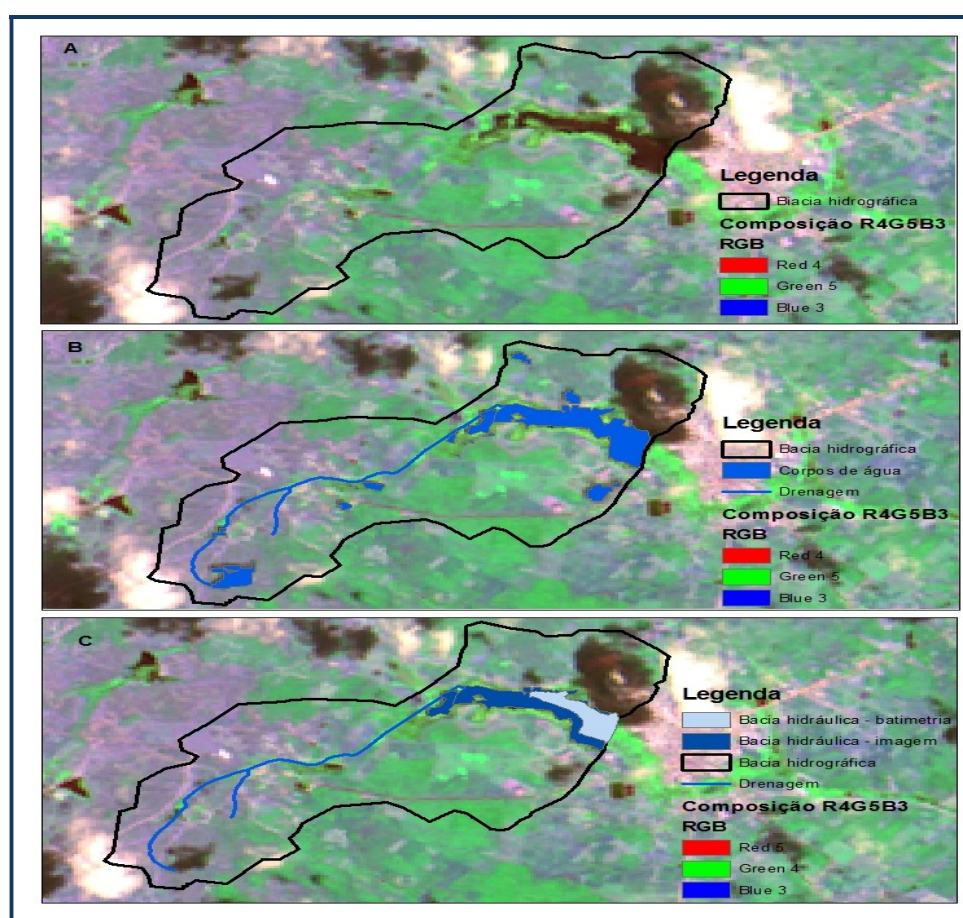 A
Legenda
Biacia hidrográfica
Composição R4G5B3
RGB
Red 4
Green 5
Blue 3
B
Legenda
Bacia hidrográfica
Corpos de água
Drenagem
Composição R4G5B3
RGB
Red 4
Green 5
Blue 3
C
Legenda
Bacia hidráulica - batimetria
Bacia hidráulica - imagem
Bacia hidrográfica
Drenagem
Composição R4G5B3
RGB
Red 5
Green 4
Blue 3